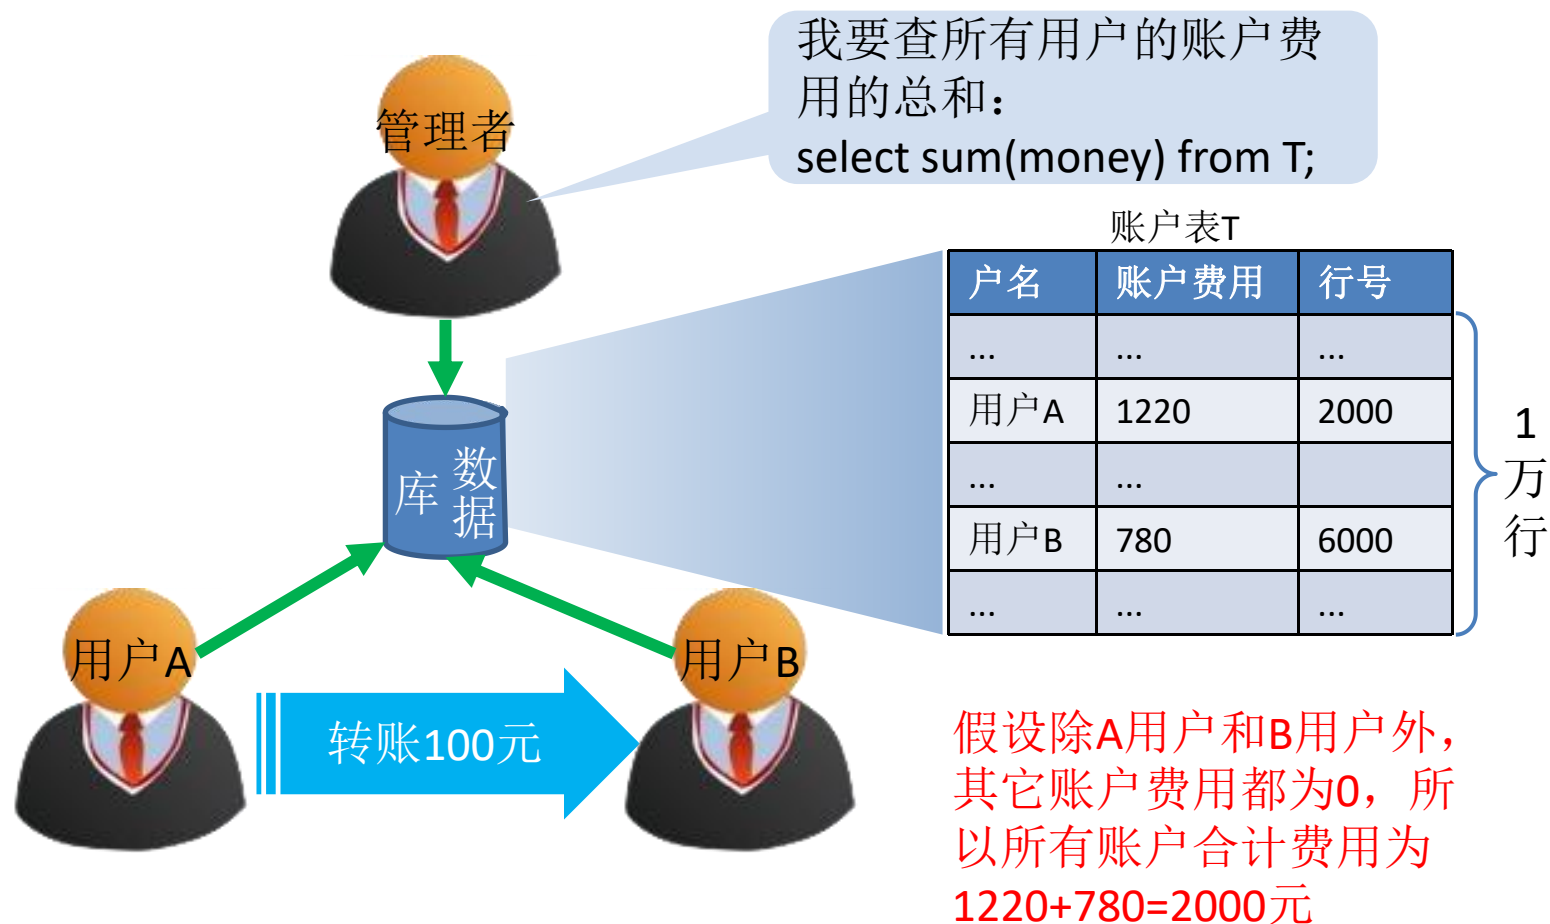 我要查所有用户的账户费
用的总和：
select sum(money) from T;
管理者
账户表T
户名 账户费用 行号
... ... ...
用户A 1220 2000
... ...
用户B 780 6000
... ... ...
1
万
行
数据
库
用户A
用户B
转账100元
假设除A用户和B用户外，
其它账户费用都为0，所
以所有账户合计费用为
1220+780=2000元